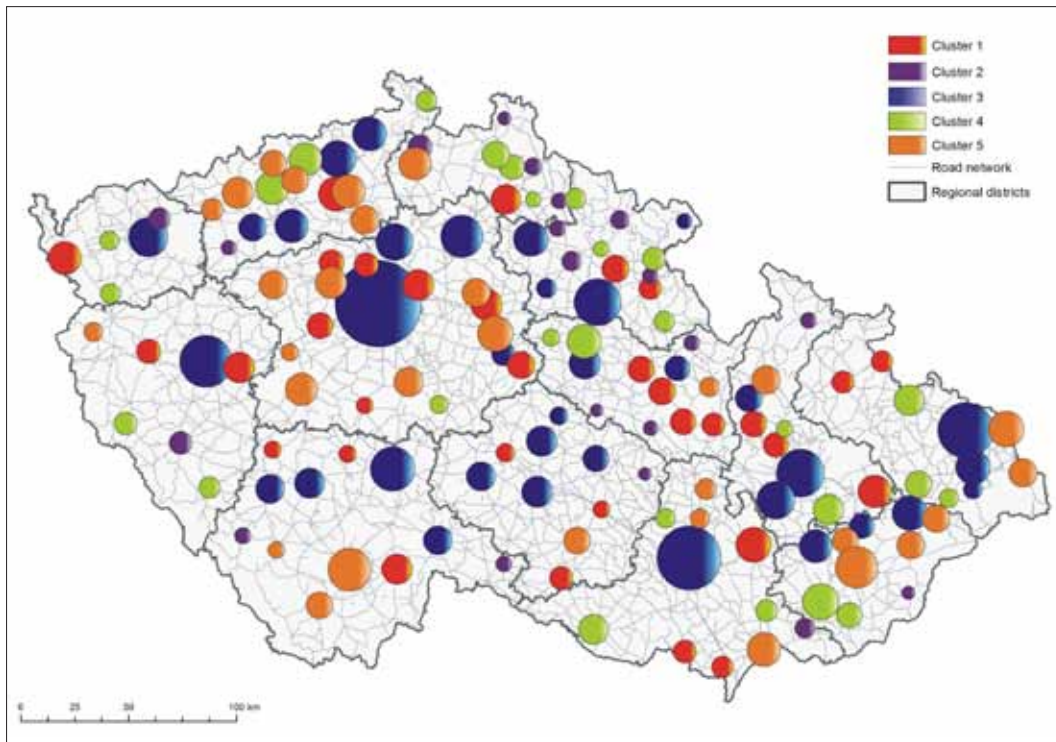 Cluster 1
Cluster 2
Cluster 3
Cluster 4
Cluster 5
Road network
Regional districts
0 25 50 100 km